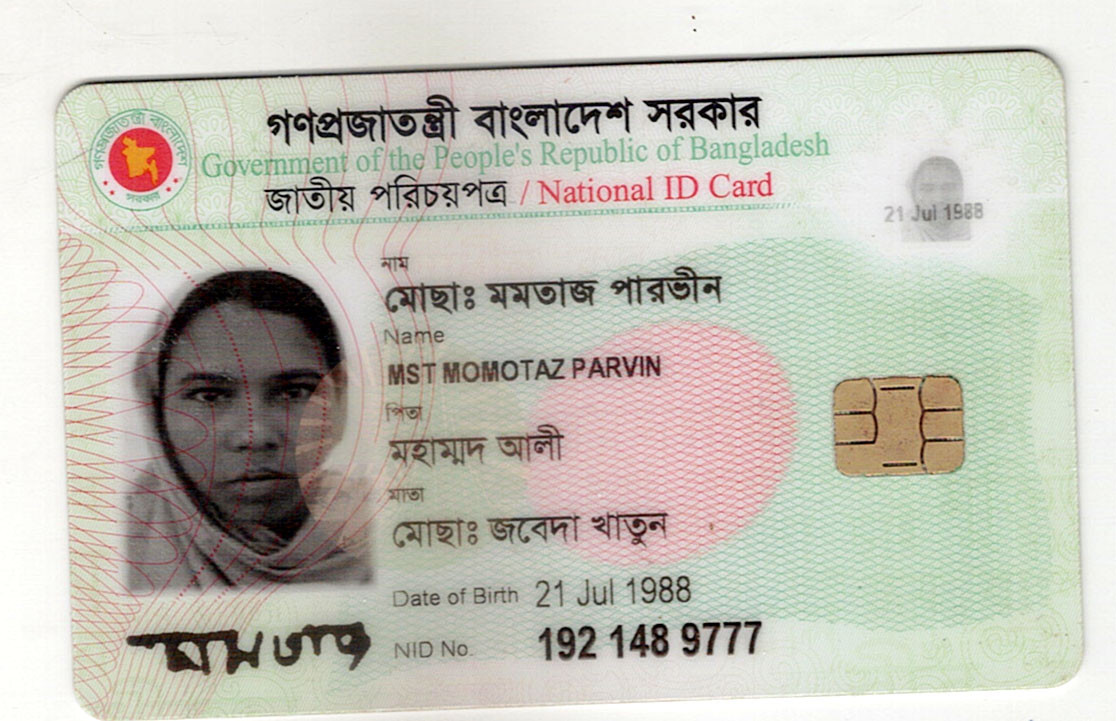 গণপ্রজাতন্ত্রী বাংলাদেশ সরকার
Government of the People's Republic of Bangladesh
জাতীয় পরিচয়পত্র / National ID Card
গণপ্রজাতন্ত্রী বাংলাদেশ
সরকার
21 Jul 1988
নাম
মোছাঃ মমতাজ পারভীন
Name
MST MOMOTAZ PARVIN
পিতা
মহাম্মদ আলী
মাতা
মোছাঃ জবেদা খাতুন
Date of Birth 21 Jul 1988
মমতাজ
NID No. 192 148 9777